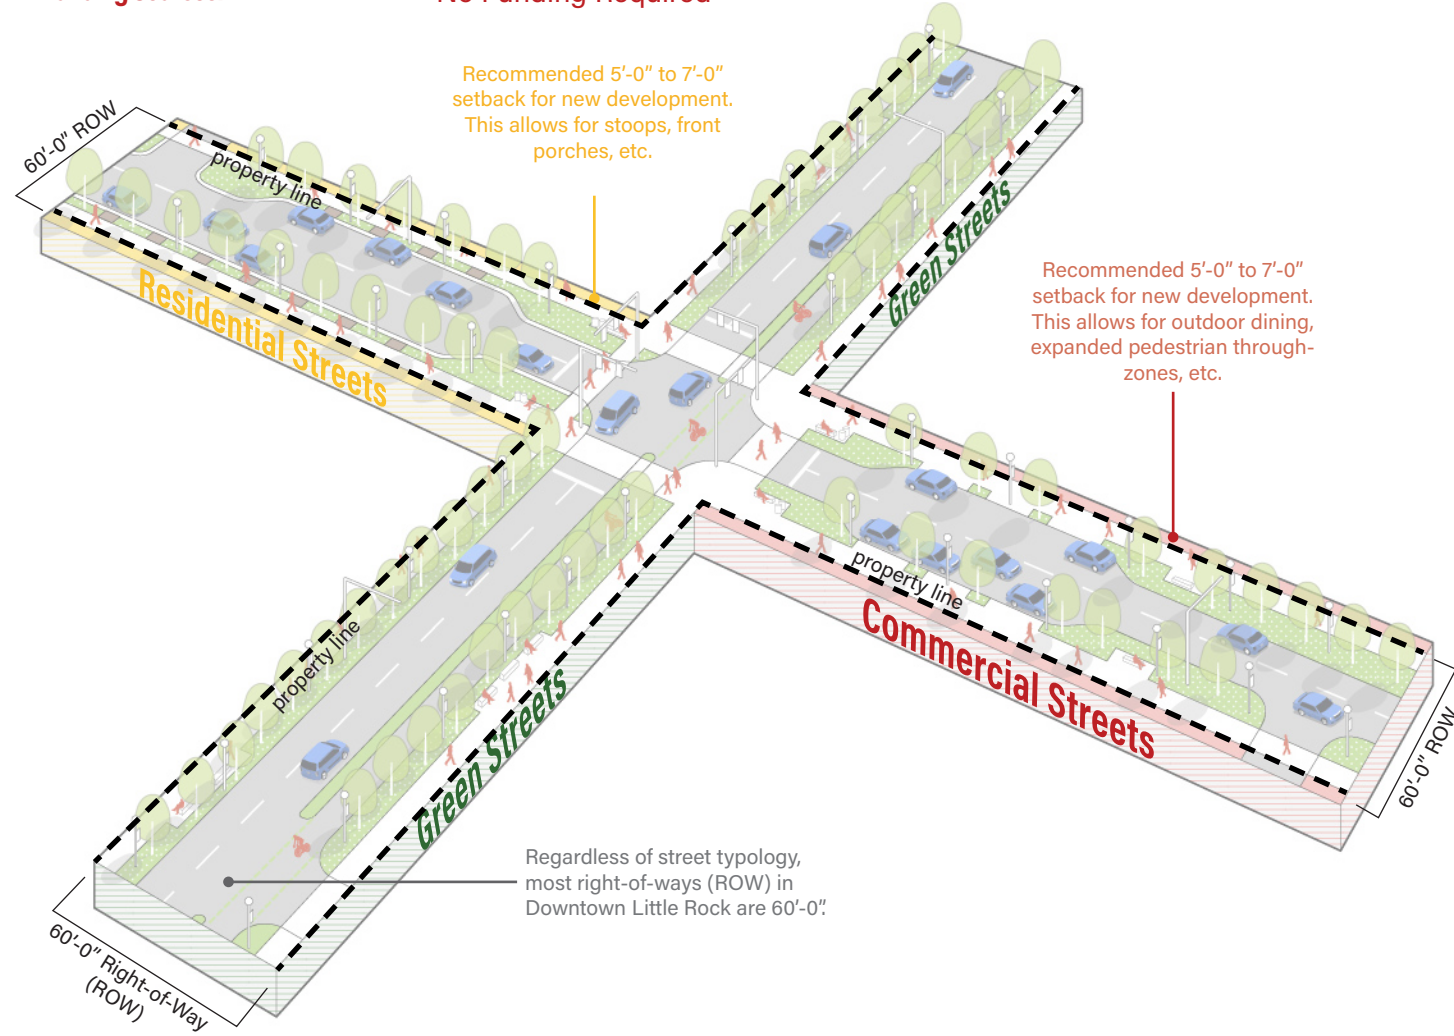 No Funding Required
Recommended 5'-0" to 7'-0"
setback for new development.
This allows for stoops, front
porches, etc.
60'-0" ROW
property line
Residential Streets
Green Streets
Recommended 5'-0" to 7'-0"
setback for new development.
This allows for outdoor dining,
expanded pedestrian through-
zones, etc.
property line
Commercial Streets
60'-0" ROW
property line
Green Streets
Regardless of street typology,
most right-of-ways (ROW) in
Downtown Little Rock are 60'-0".
60'-0" Right-of-Way
(ROW)